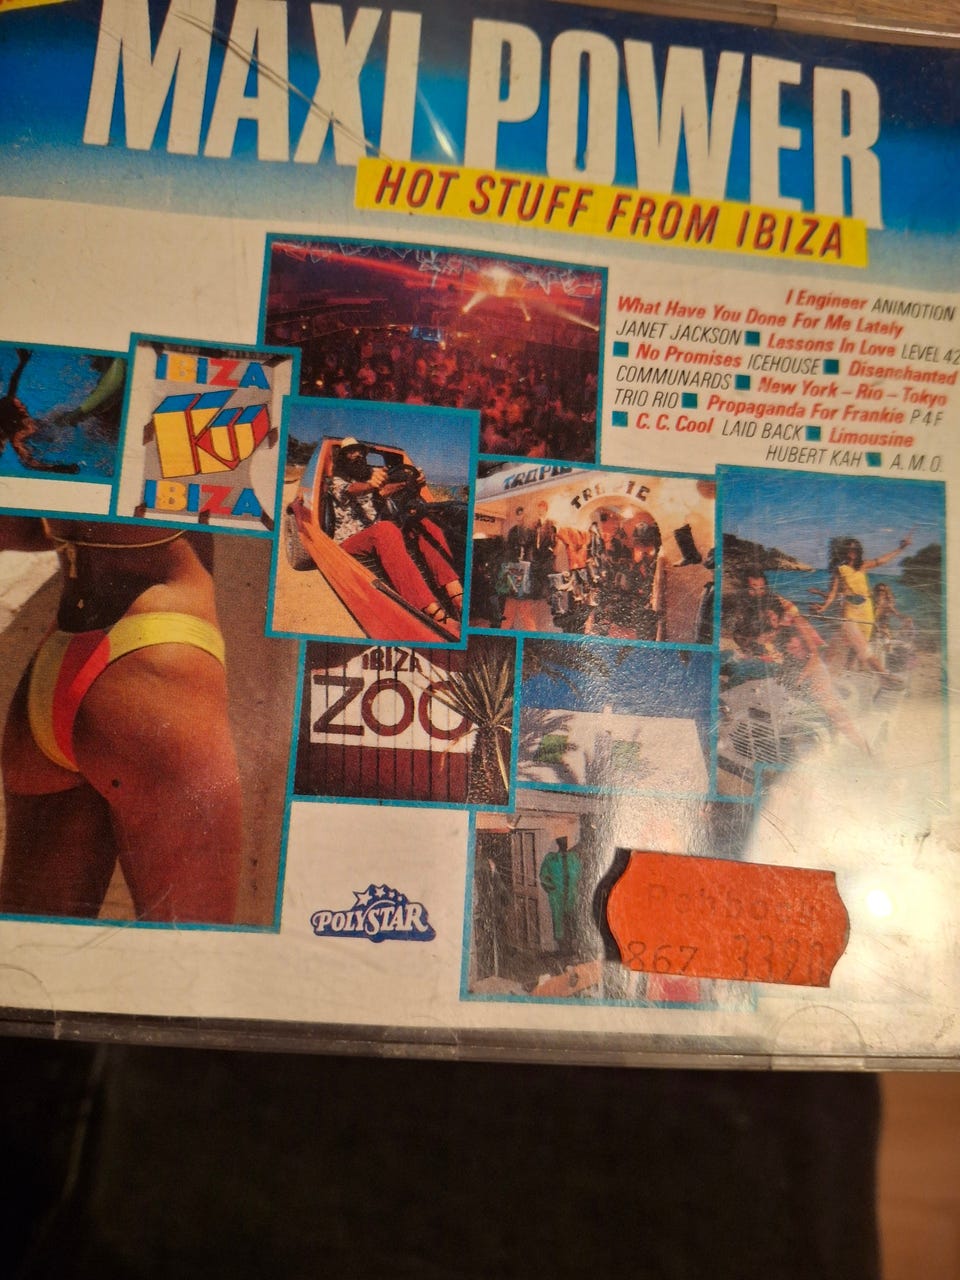 MAXI POWER
HOT STUFF FROM IBIZA
I Engineer ANIMOTION
What Have You Done For Me Lately
JANET JACKSON ■ Lessons In Love LEVEL 42
■ No Promises ICEHOUSE ■ Disenchanted
COMMUNARDS ■ New York – Rio – Tokyo
TRIO RIO ■ Propaganda For Frankie P4F
■ C.C. Cool LAID BACK ■ Limousine
HUBERT KAH ■ A.M.O.
IBIZA
KU
IBIZA
TROPIC
IBIZA
ZOO
POLYSTAR
867